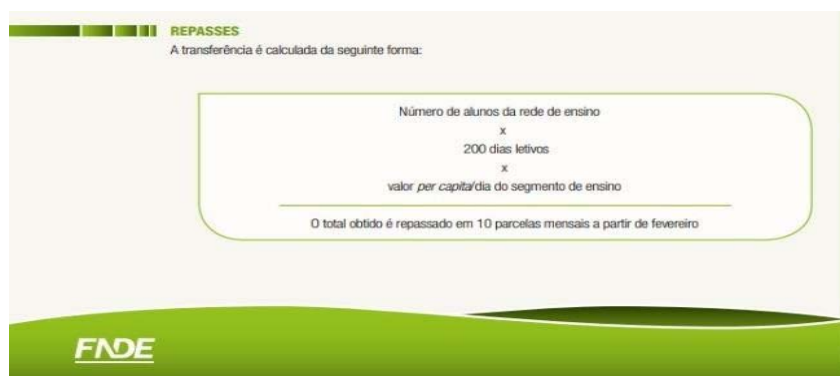 REPASSES
A transferência é calculada da seguinte forma:
Número de alunos da rede de ensino
x
200 dias letivos
x
valor per capita/dia do segmento de ensino
O total obtido é repassado em 10 parcelas mensais a partir de fevereiro
FNDE